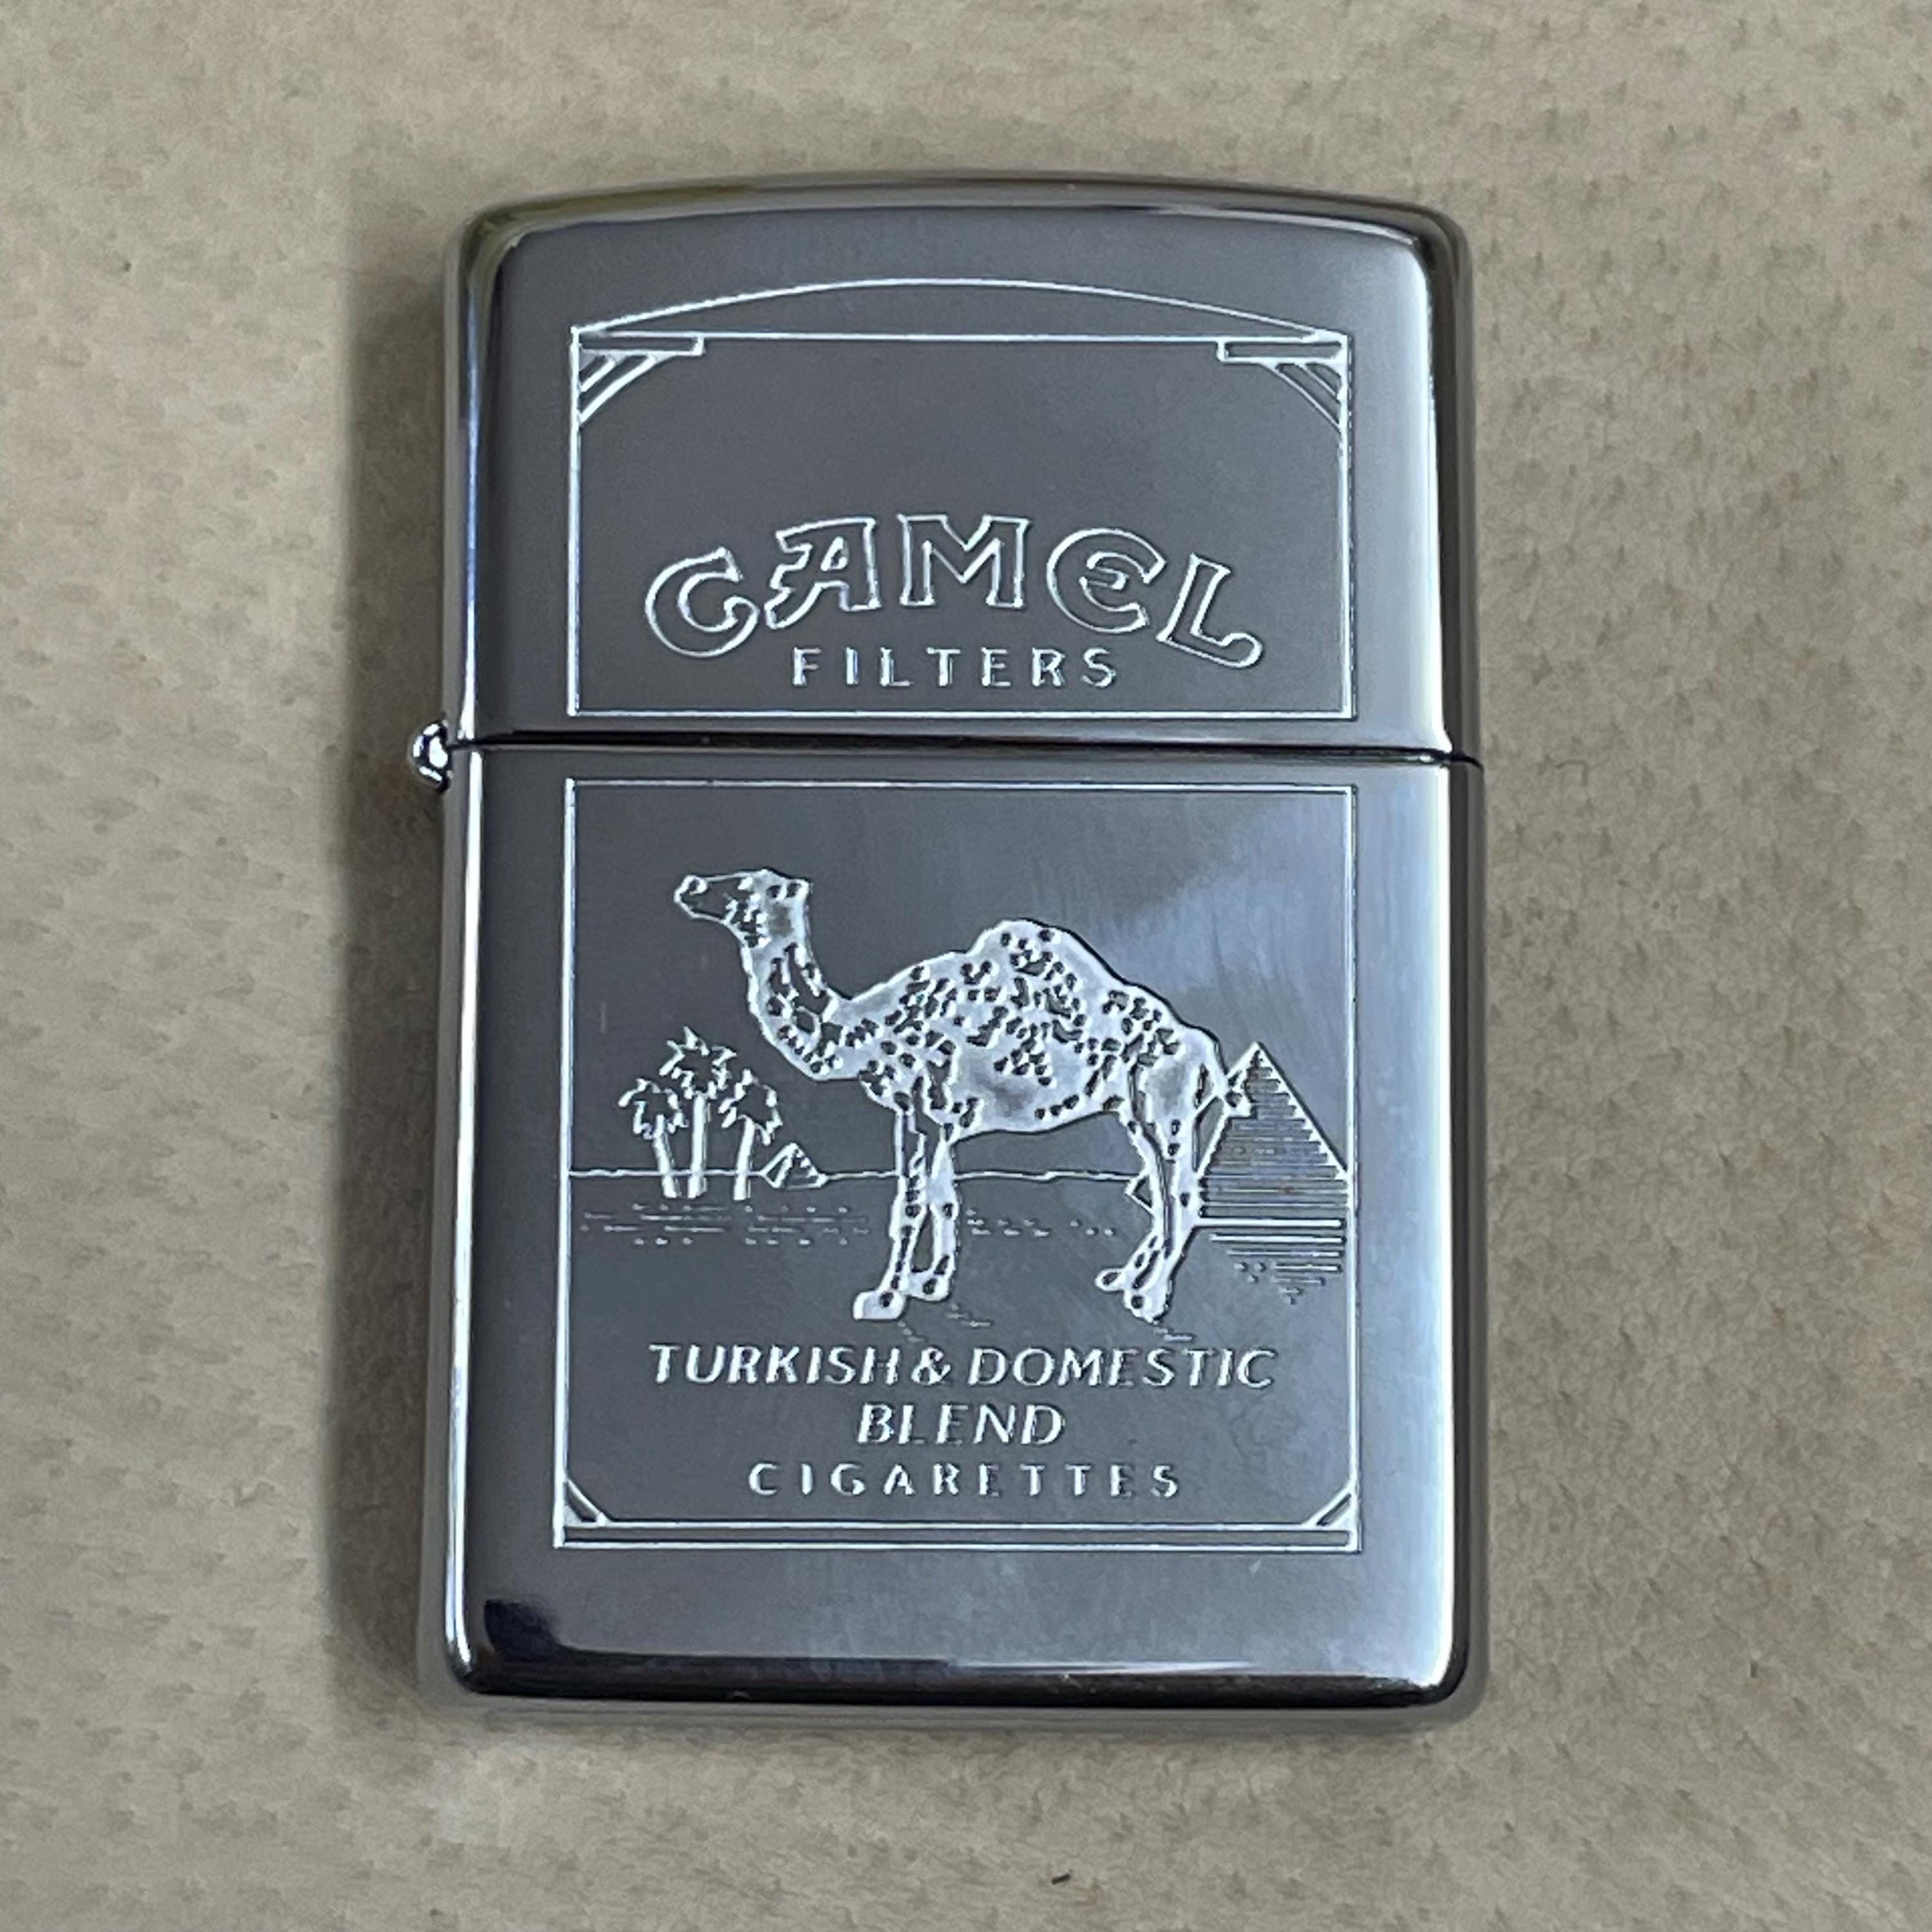 CAMEL
FILTERS
TURKISH & DOMESTIC
BLEND
CIGARETTES